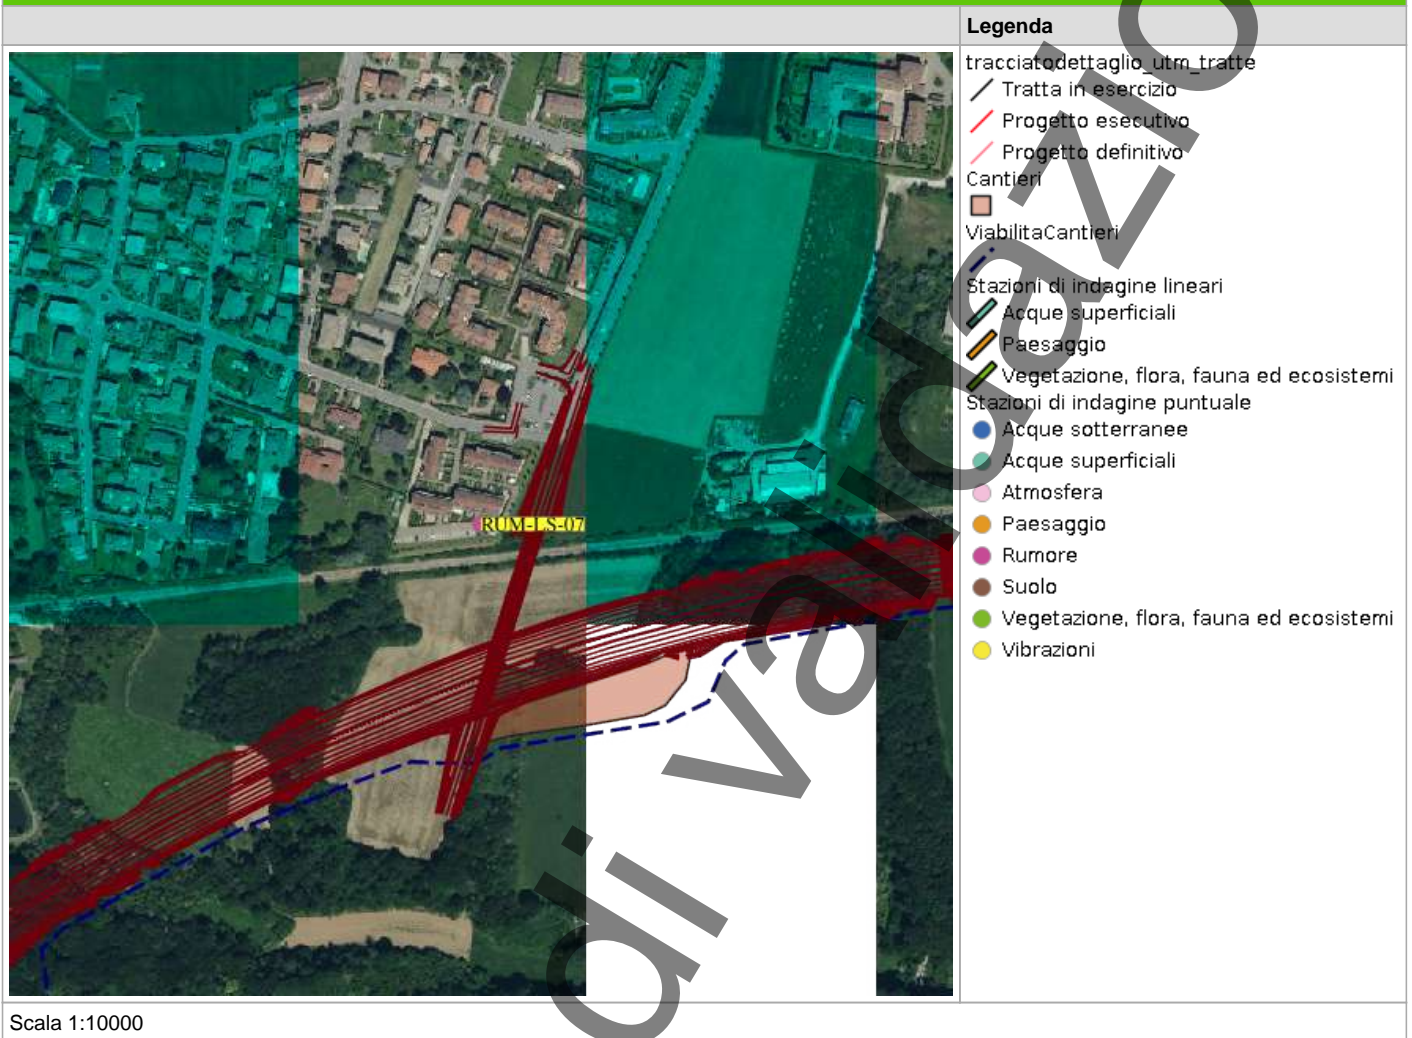 Legenda
tracciatodettaglio_utm_tratte
Tratta in esercizio
Progetto esecutivo
Progetto definitivo
Cantieri
ViabilitaCantieri
Stazioni di indagine lineari
Acque superficiali
Paesaggio
Vegetazione, flora, fauna ed ecosistemi
Stazioni di indagine puntuale
Acque sotterranee
Acque superficiali
Atmosfera
Paesaggio
Rumore
Suolo
Vegetazione, flora, fauna ed ecosistemi
Vibrazioni
RUM-LS-07
Scala 1:10000
di validazio